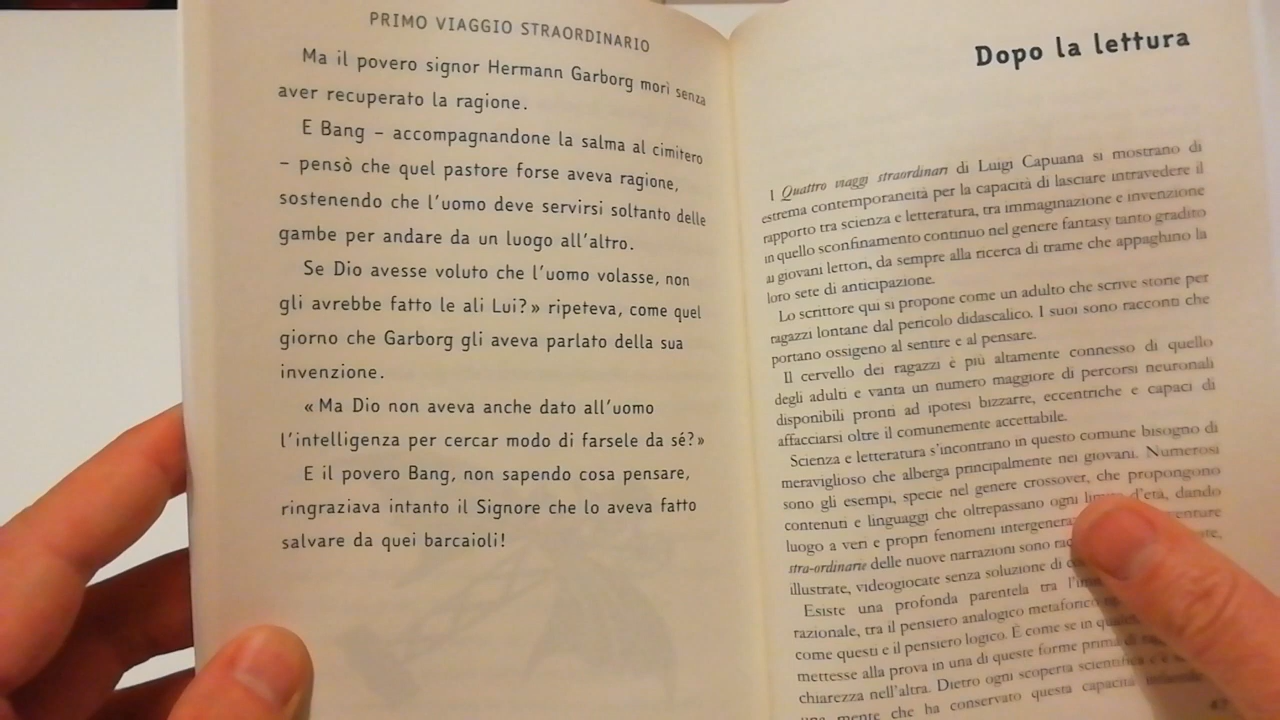 PRIMO VIAGGIO STRAORDINARIO
Ma il povero signor Hermann Garborg morì senza
aver recuperato la ragione.
E Bang – accompagnandone la salma al cimitero
– pensò che quel pastore forse aveva ragione,
sostenendo che l'uomo deve servirsi soltanto delle
gambe per andare da un luogo all'altro.
Se Dio avesse voluto che l'uomo volasse, non
gli avrebbe fatto le ali Lui?» ripeteva, come quel
giorno che Garborg gli aveva parlato della sua
invenzione.
«Ma Dio non aveva anche dato all'uomo
l'intelligenza per cercar modo di farsele da sé?»
E il povero Bang, non sapendo cosa pensare,
ringraziava intanto il Signore che lo aveva fatto
salvare da quei barcaioli!
Dopo la lettura
I Quattro viaggi straordinari di Luigi Capuana si mostrano di
estrema contemporaneità per la capacità di lasciare intravedere il
rapporto tra scienza e letteratura, tra immaginazione e invenzione
in quello sconfinamento continuo nel genere fantasy tanto gradito
ai giovani lettori, da sempre alla ricerca di trame che appaghino la
loro sete di anticipazione.
Lo scrittore qui si propone come un adulto che scrive storie per
ragazzi lontane dal pericolo didascalico. I suoi sono racconti che
portano ossigeno al sentire e al pensare.
Il cervello dei ragazzi è più altamente connesso di quello
degli adulti e vanta un numero maggiore di percorsi neuronali
disponibili pronti ad ipotesi bizzarre, eccentriche e capaci di
affacciarsi oltre il comunemente accettabile.
Scienza e letteratura s'incontrano in questo comune bisogno di
meraviglioso che alberga principalmente nei giovani. Numerosi
sono gli esempi, specie nel genere crossover, che propongono
contenuti e linguaggi che oltrepassano ogni limite d'età, dando
luogo a veri e propri fenomeni
stra-ordinarie delle nuove narrazioni sono
illustrate, videogiocate senza soluzione di
Esiste una profonda parentela tra
razionale, tra il pensiero analogico metaforico
come questi e il pensiero logico. È come se in
mettesse alla prova in una di queste forme prima di
chiarezza nell'altra. Dietro ogni scoperta scientifica
una mente che ha conservato questa capacità